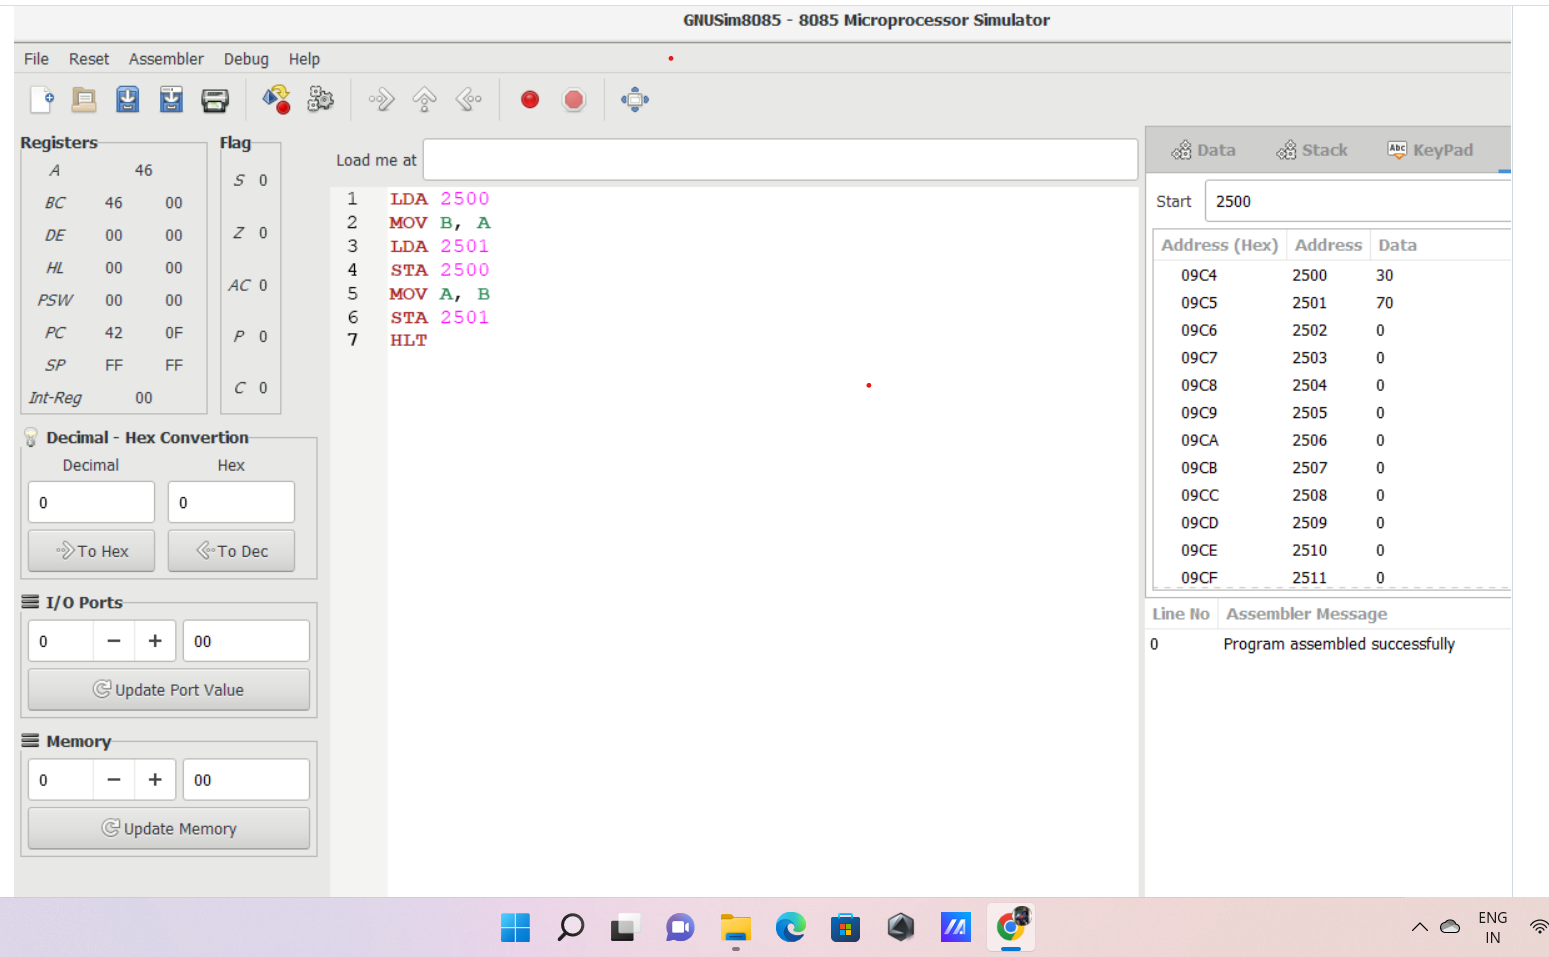 GNUSim8085 - 8085 Microprocessor Simulator
File Reset Assembler Debug Help
Registers
A 46
BC 46 00
DE 00 00
HL 00 00
PSW 00 00
PC 42 0F
SP FF FF
Int-Reg 00
Flag
S 0
Z 0
AC 0
P 0
C 0
Decimal - Hex Convertion
Decimal Hex
0 0
To Hex To Dec
I/O Ports
0 − + 00
Update Port Value
Memory
0 − + 00
Update Memory
Load me at
1 LDA 2500
2 MOV B, A
3 LDA 2501
4 STA 2500
5 MOV A, B
6 STA 2501
7 HLT
Data Stack Abc KeyPad
Start 2500
Address (Hex) Address Data
09C4 2500 30
09C5 2501 70
09C6 2502 0
09C7 2503 0
09C8 2504 0
09C9 2505 0
09CA 2506 0
09CB 2507 0
09CC 2508 0
09CD 2509 0
09CE 2510 0
09CF 2511 0
Line No Assembler Message
0 Program assembled successfully
ENG
IN